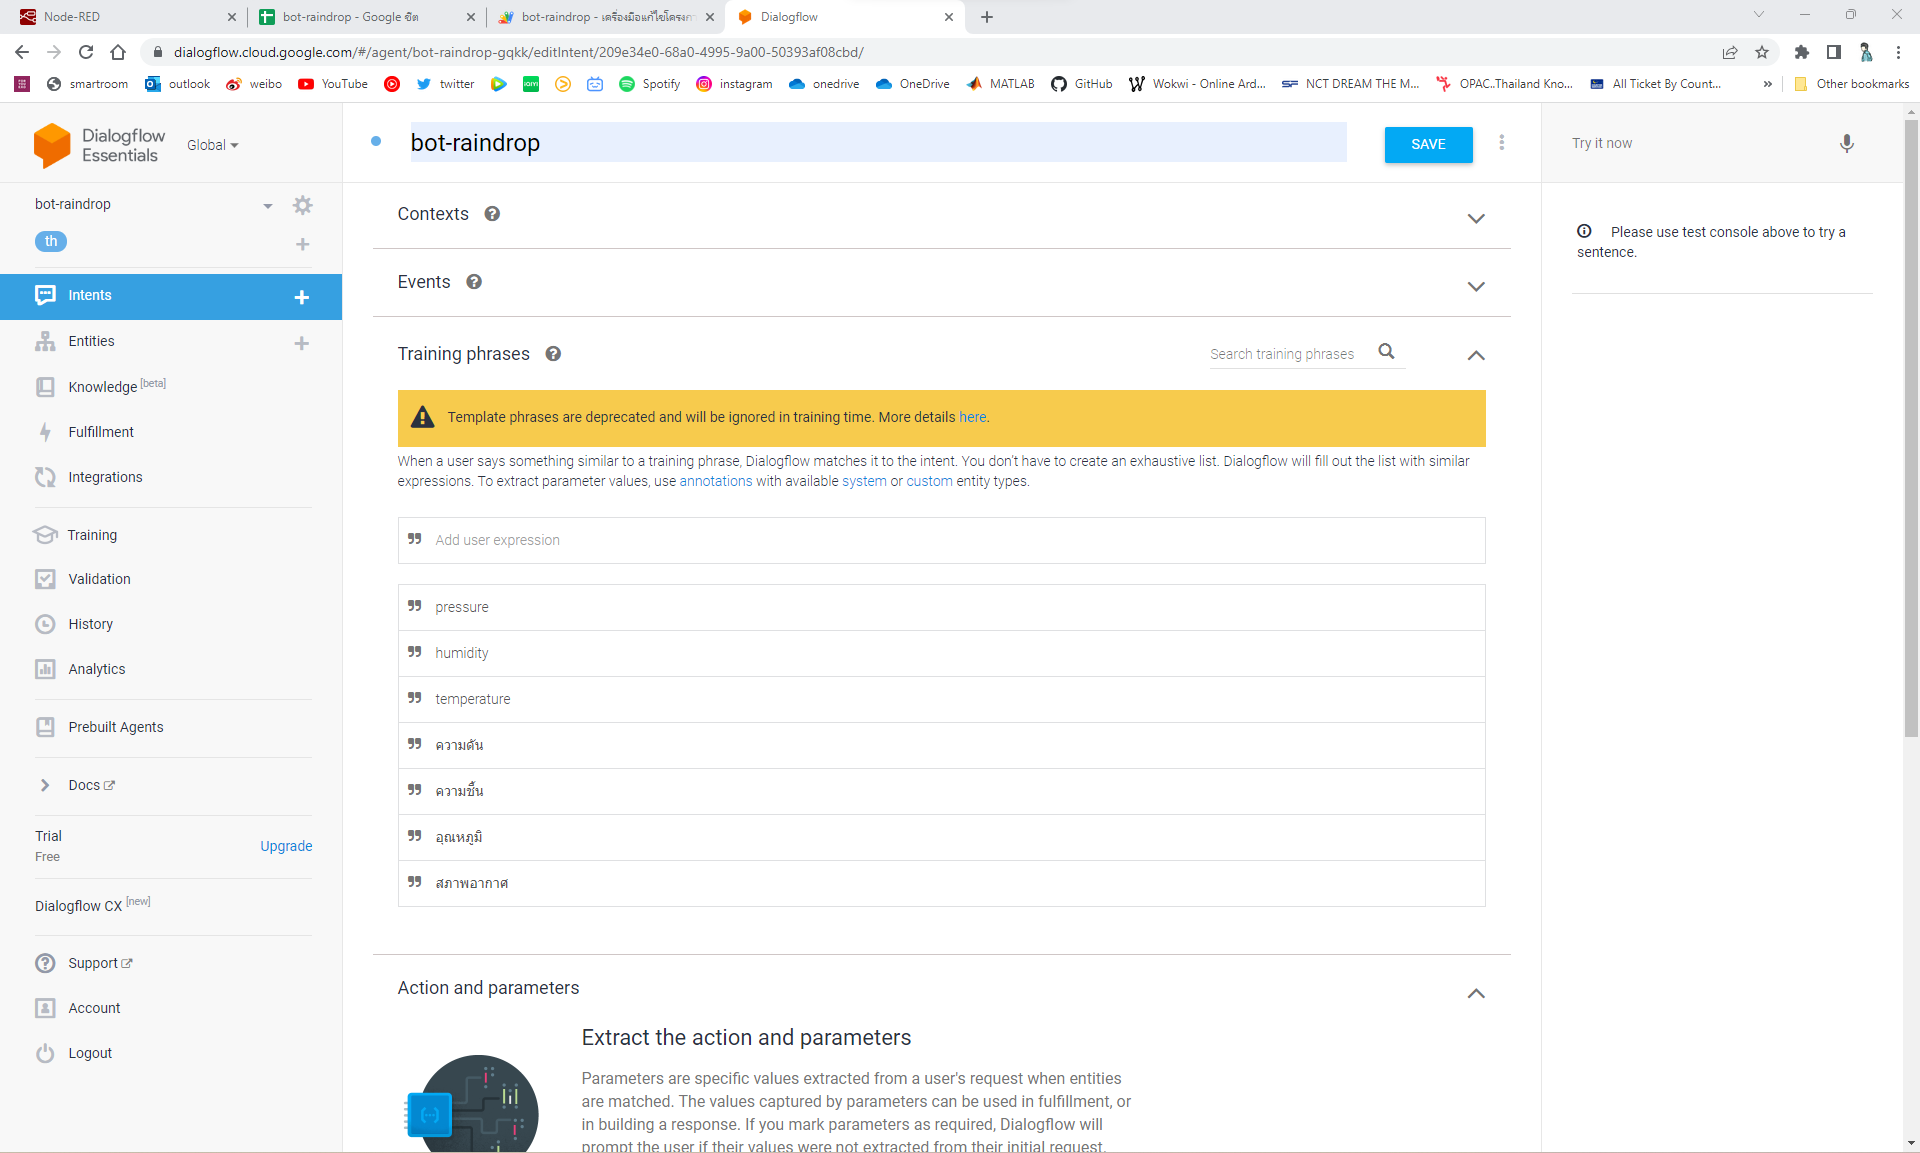 Node-RED
bot-raindrop - Google ชีต
bot-raindrop - เครื่องมือแก้ไขโครงกา
Dialogflow
dialogflow.cloud.google.com/#/agent/bot-raindrop-gqkk/editIntent/209e34e0-68a0-4995-9a00-50393af08cbd/
smartroom
outlook
weibo
YouTube
twitter
Spotify
instagram
onedrive
OneDrive
MATLAB
GitHub
Wokwi - Online Ard...
NCT DREAM THE M...
OPAC..Thailand Kno...
All Ticket By Count...
»
Other bookmarks
Dialogflow
Essentials
Global
bot-raindrop
th
Intents
Entities
Knowledge [beta]
Fulfillment
Integrations
Training
Validation
History
Analytics
Prebuilt Agents
Docs
Trial
Free
Upgrade
Dialogflow CX [new]
Support
Account
Logout
bot-raindrop
SAVE
Contexts
Events
Training phrases
Search training phrases
Template phrases are deprecated and will be ignored in training time. More details here.
When a user says something similar to a training phrase, Dialogflow matches it to the intent. You don't have to create an exhaustive list. Dialogflow will fill out the list with similar
expressions. To extract parameter values, use annotations with available system or custom entity types.
Add user expression
pressure
humidity
temperature
ความดัน
ความชื้น
อุณหภูมิ
สภาพอากาศ
Action and parameters
Extract the action and parameters
Parameters are specific values extracted from a user's request when entities
are matched. The values captured by parameters can be used in fulfillment, or
in building a response. If you mark parameters as required, Dialogflow will
prompt the user if their values were not extracted from their initial request.
Try it now
Please use test console above to try a
sentence.